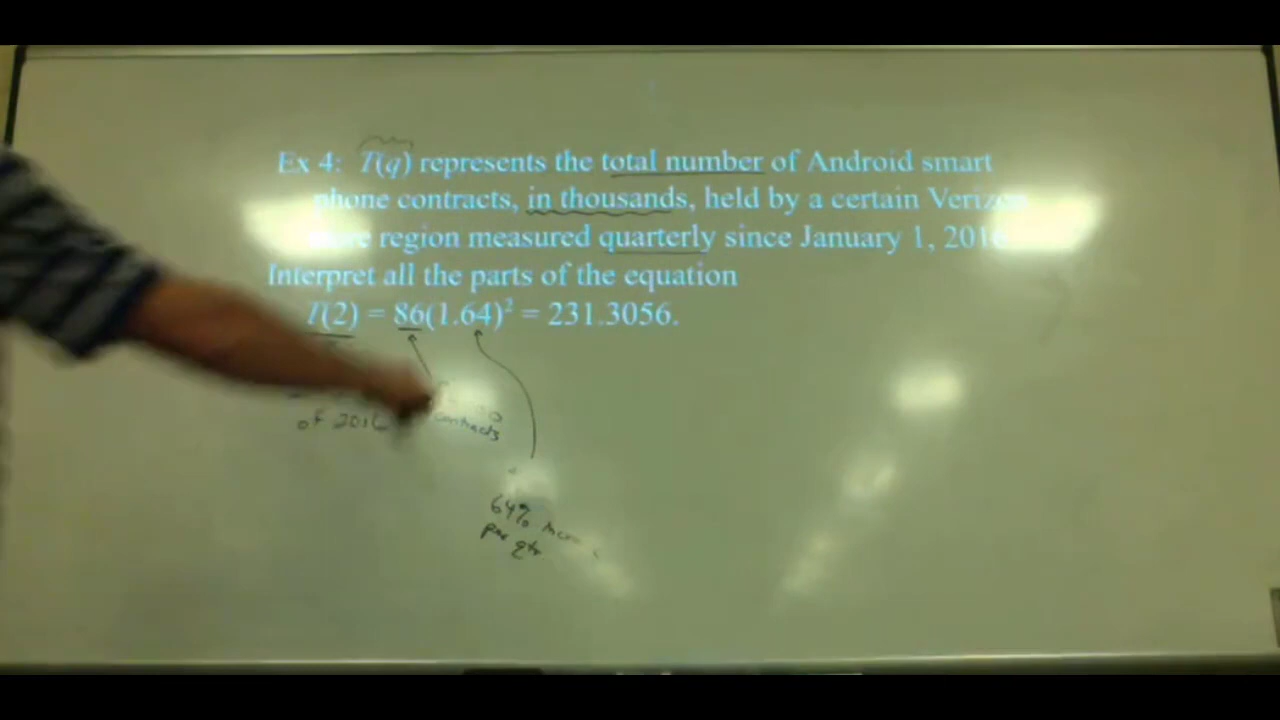 Ex 4: T(q) represents the total number of Android smart
phone contracts, in thousands, held by a certain
region measured quarterly since January 1, 2016
Interpret all the parts of the equation
T(2) = 86(1.64)² = 231.3056.
of 2016
contracts
64%
per qtr